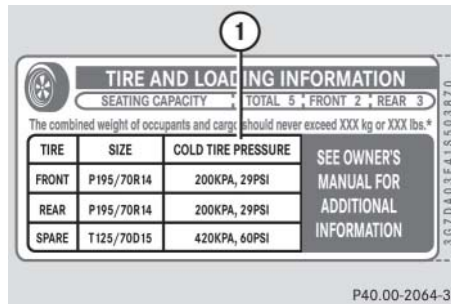 1
TIRE AND LOADING INFORMATION
SEATING CAPACITY TOTAL 5 FRONT 2 REAR 3
The combined weight of occupants and cargo should never exceed XXX kg or XXX lbs.*
TIRE SIZE COLD TIRE PRESSURE
SEE OWNER'S
MANUAL FOR
ADDITIONAL
INFORMATION
FRONT P195/70R14 200KPA, 29PSI
REAR P195/70R14 200KPA, 29PSI
SPARE T125/70D15 420KPA, 60PSI
3G7DA03E41S503870
P40.00-2064-3